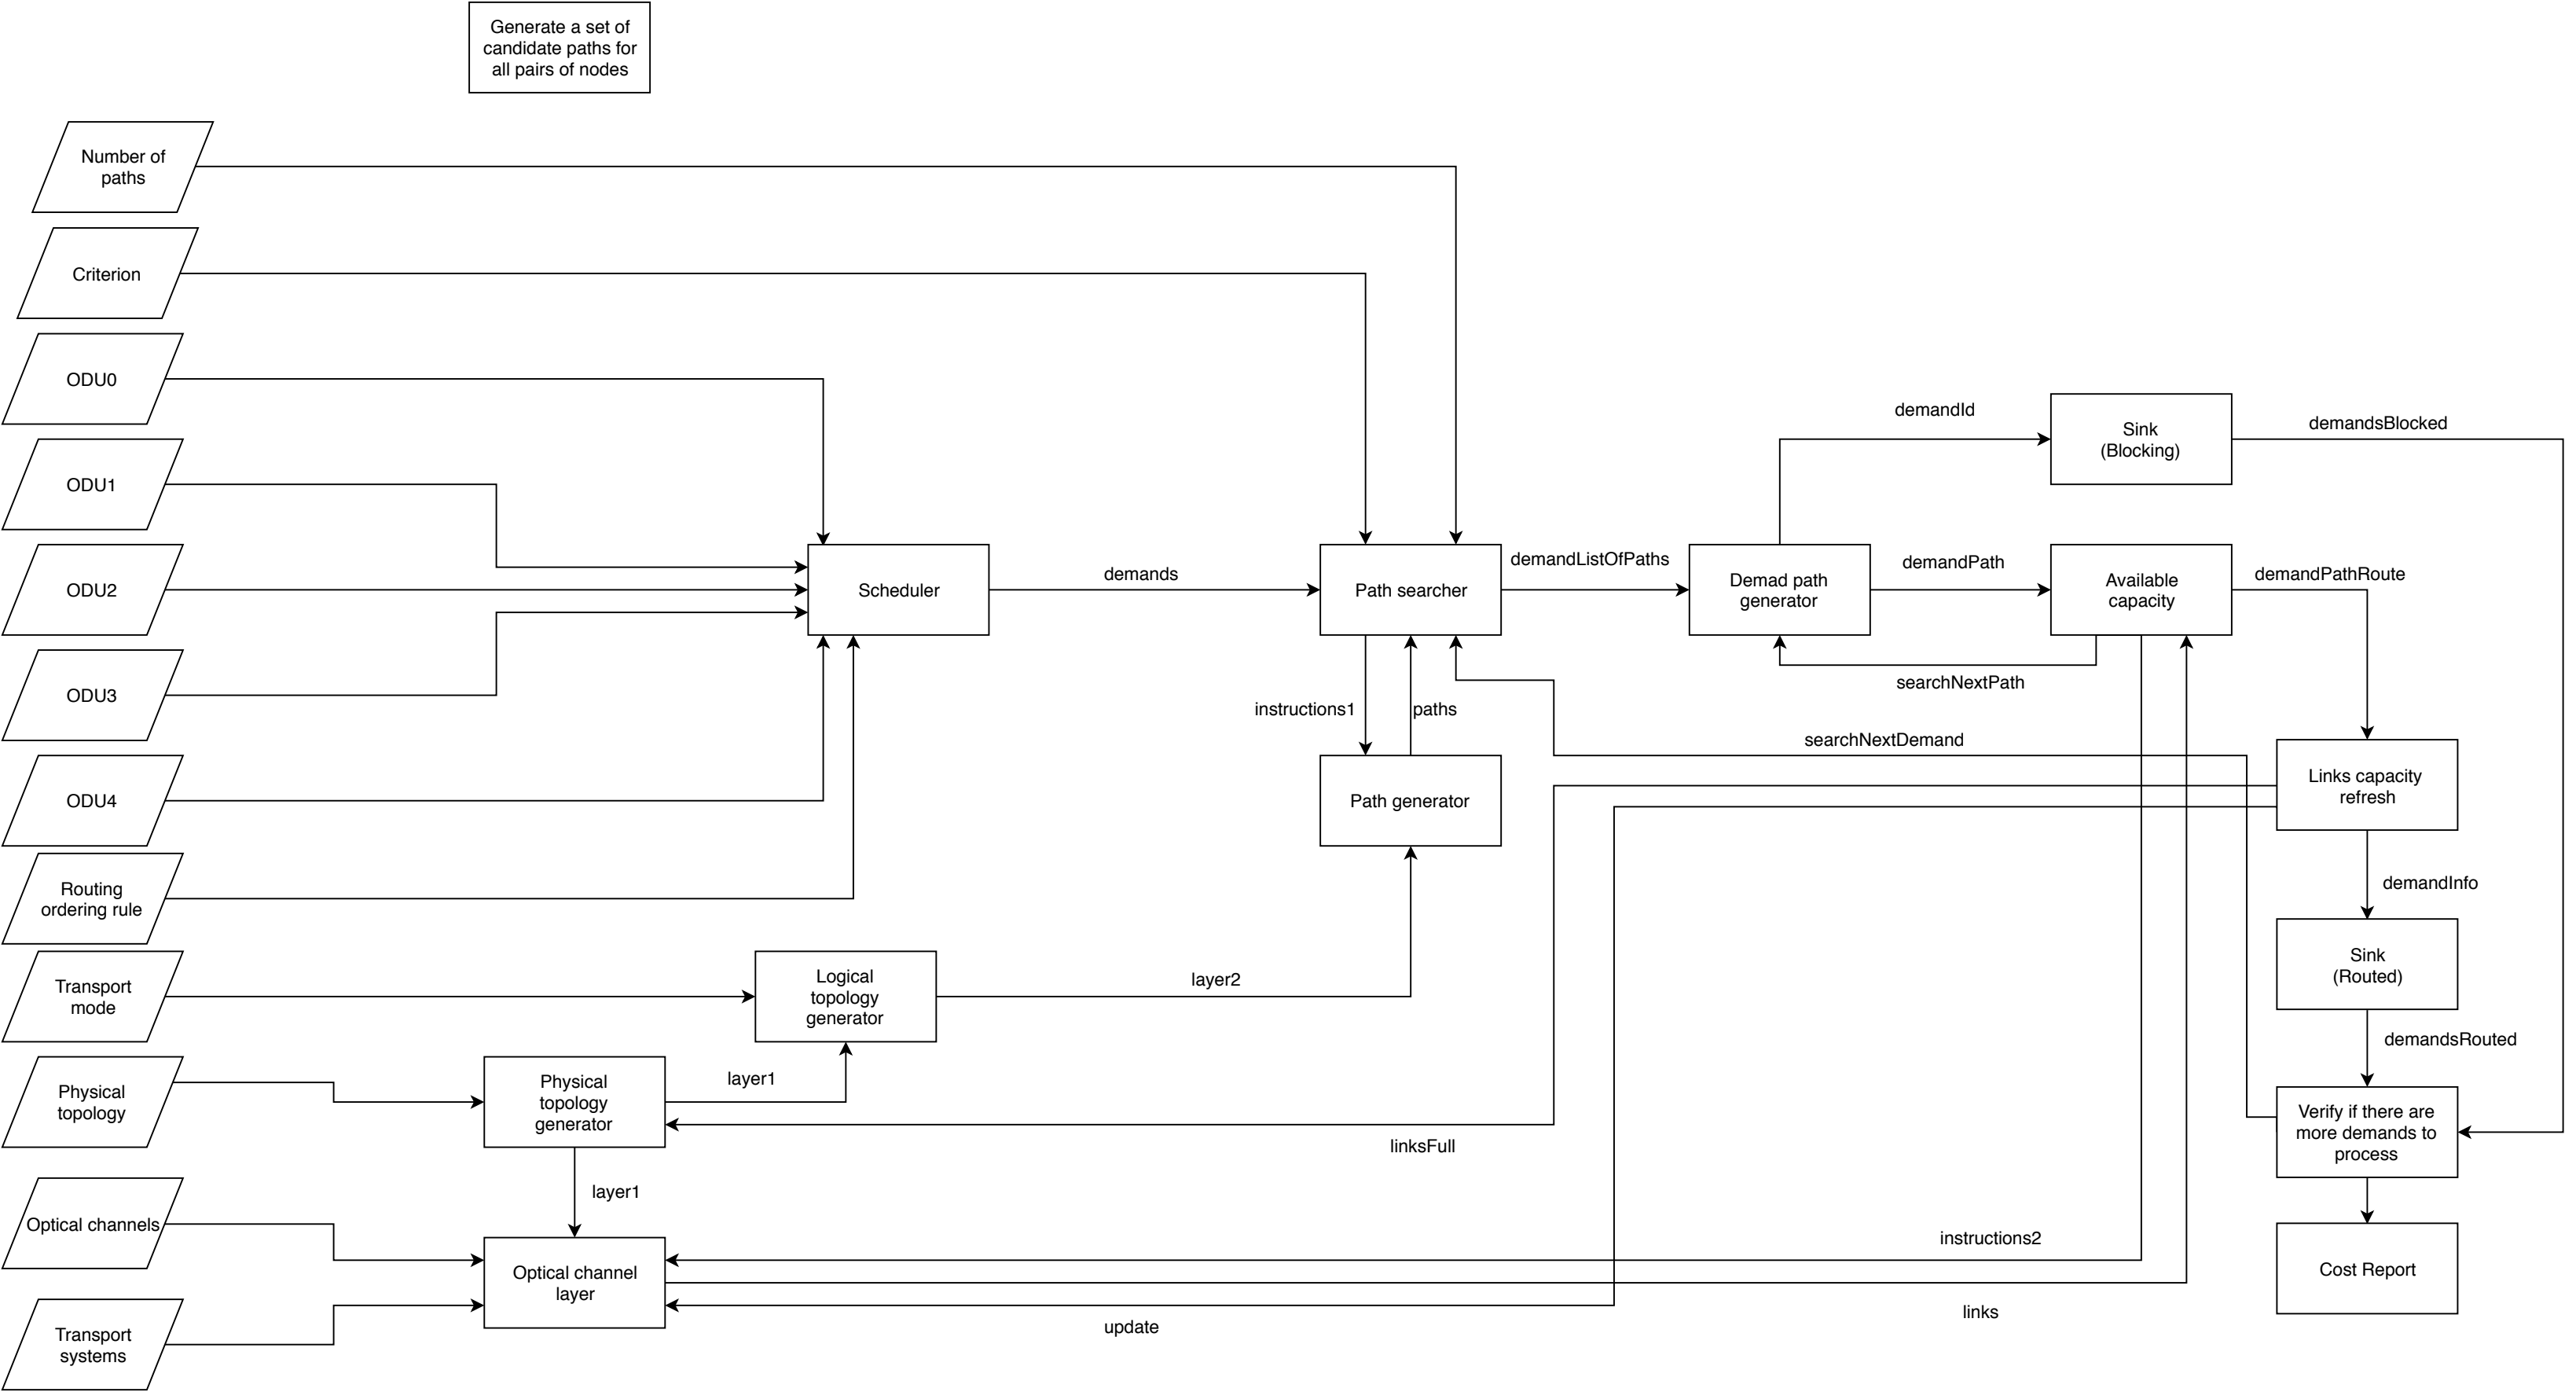 Generate a set of
candidate paths for
all pairs of nodes
Number of
paths
Criterion
ODU0
ODU1
ODU2
ODU3
ODU4
Routing
ordering rule
Transport
mode
Physical
topology
Optical channels
Transport
systems
Scheduler
demands
Logical
topology
generator
layer2
Physical
topology
generator
layer1
layer1
Optical channel
layer
Path searcher
instructions1
paths
Path generator
demandListOfPaths
Demad path
generator
demandId
Sink
(Blocking)
demandsBlocked
demandPath
Available
capacity
demandPathRoute
searchNextPath
searchNextDemand
Links capacity
refresh
demandInfo
Sink
(Routed)
demandsRouted
Verify if there are
more demands to
process
Cost Report
linksFull
instructions2
links
update